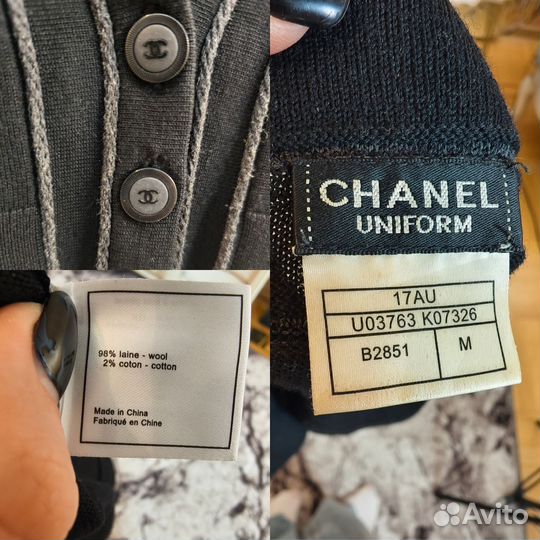 CHANEL
UNIFORM
17AU
U03763 K07326
B2851 M
98% laine - wool
2% coton - cotton
Made in China
Fabriqué en Chine
Avito